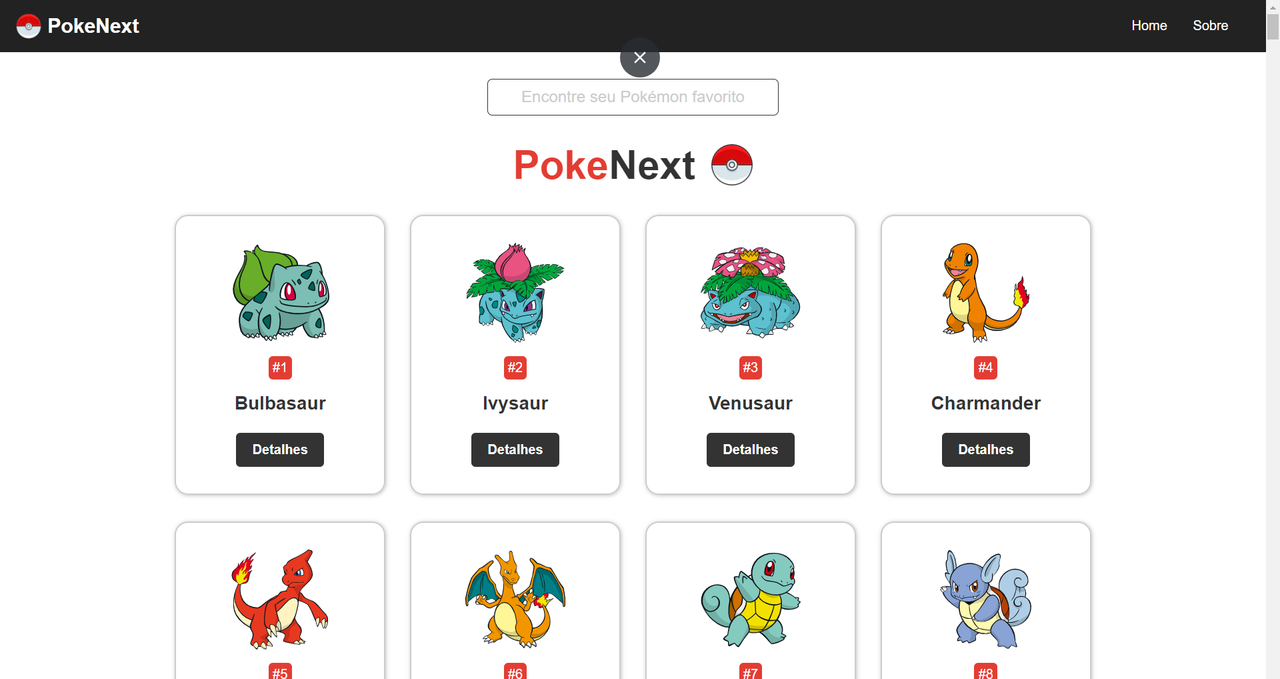 PokeNext
Home Sobre
Encontre seu Pokémon favorito
PokeNext
#1 #2 #3 #4
Bulbasaur Ivysaur Venusaur Charmander
Detalhes Detalhes Detalhes Detalhes
#5 #6 #7 #8